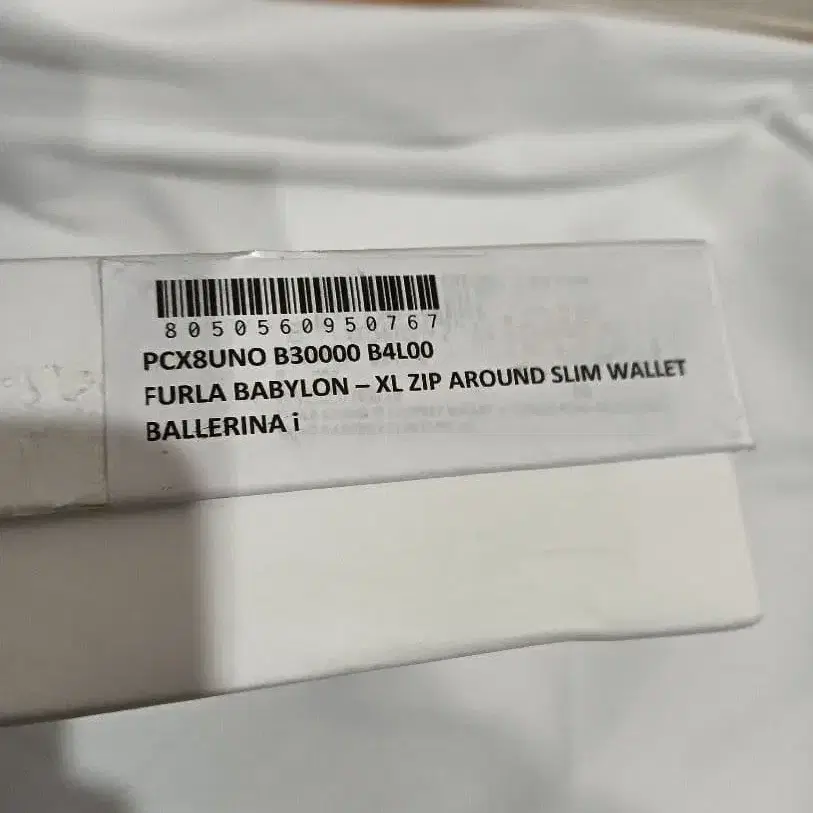 8050560950767
PCX8UNO B30000 B4L00
FURLA BABYLON – XL ZIP AROUND SLIM WALLET
BALLERINA i